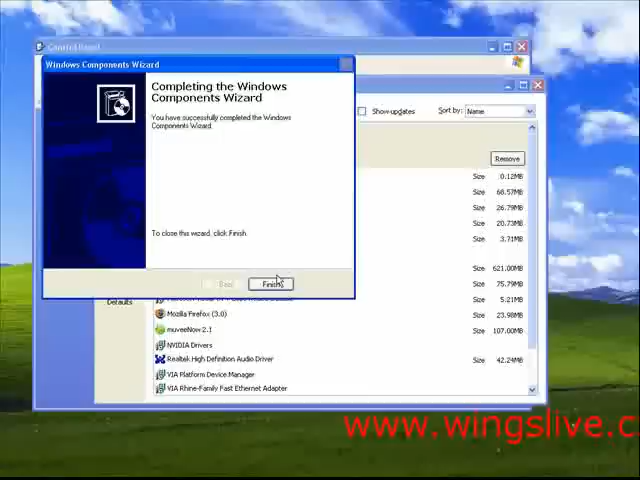 Control Panel
Windows Components Wizard
Completing the Windows
Components Wizard
You have successfully completed the Windows
Components Wizard.
To close this wizard, click Finish.
Back
Finish
Show updates
Sort by:
Name
Remove
Size 0.12MB
Size 68.57MB
Size 26.79MB
Size 20.73MB
Size 3.71MB
Size 621.00MB
Size 75.79MB
Size 5.21MB
Defaults
Mozilla Firefox (3.0) Size 23.98MB
muveeNow 2.1 Size 107.00MB
NVIDIA Drivers
Realtek High Definition Audio Driver Size 42.24MB
VIA Platform Device Manager
VIA Rhine-Family Fast Ethernet Adapter
www.wingslive.c